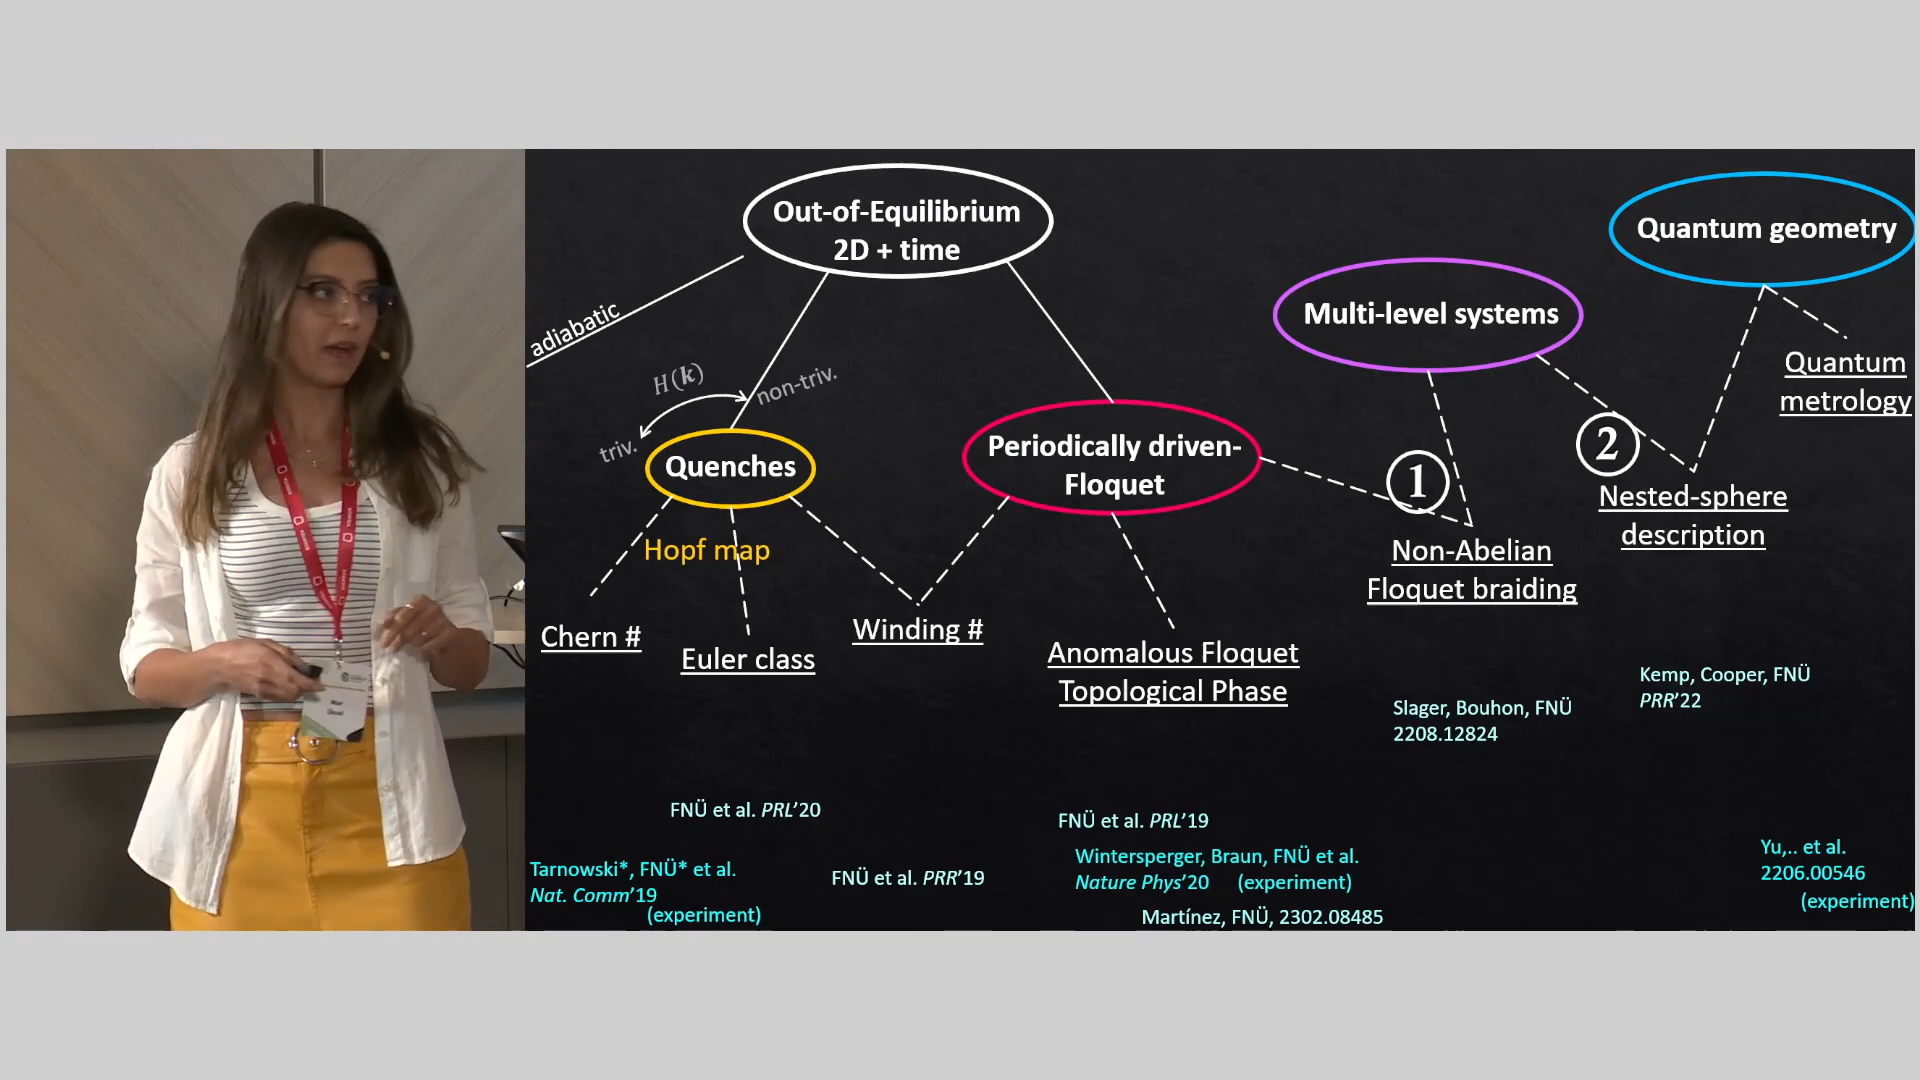 Out-of-Equilibrium
2D + time
Quantum geometry
Multi-level systems
adiabatic
H(k)
non-triv.
triv.
Quenches
Periodically driven-
Floquet
Quantum
metrology
1
2
Nested-sphere
description
Hopf map
Non-Abelian
Floquet braiding
Chern #
Euler class
Winding #
Anomalous Floquet
Topological Phase
Kemp, Cooper, FNÜ
PRR’22
Slager, Bouhon, FNÜ
2208.12824
FNÜ et al. PRL’20
FNÜ et al. PRL’19
Tarnowski*, FNÜ* et al.
Nat. Comm’19
(experiment)
FNÜ et al. PRR’19
Wintersperger, Braun, FNÜ et al.
Nature Phys’20 (experiment)
Martínez, FNÜ, 2302.08485
Yu,.. et al.
2206.00546
(experiment)